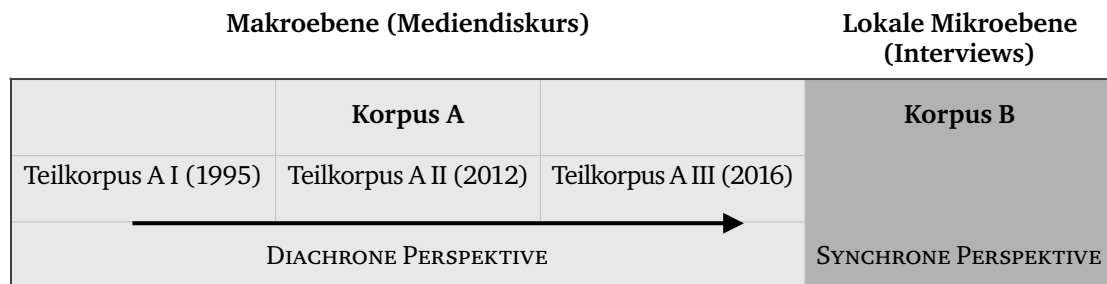 Makroebene (Mediendiskurs)
Lokale Mikroebene
(Interviews)
Korpus A
Korpus B
Teilkorpus A I (1995)
Teilkorpus A II (2012)
Teilkorpus A III (2016)
DIACHRONE PERSPEKTIVE
SYNCHRONE PERSPEKTIVE